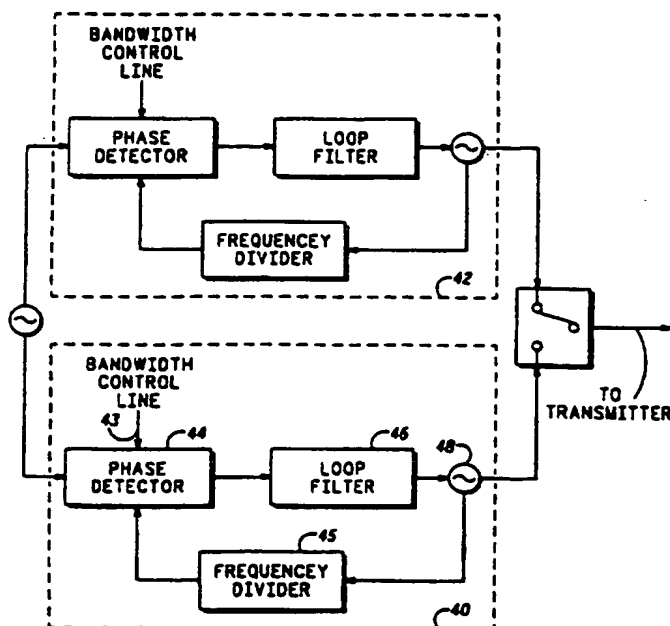 BANDWIDTH
CONTROL
LINE
PHASE
DETECTOR
LOOP
FILTER
FREQUENCEY
DIVIDER
42
BANDWIDTH
CONTROL
LINE
43
44
PHASE
DETECTOR
46
LOOP
FILTER
48
45
FREQUENCEY
DIVIDER
40
TO
TRANSMITTER